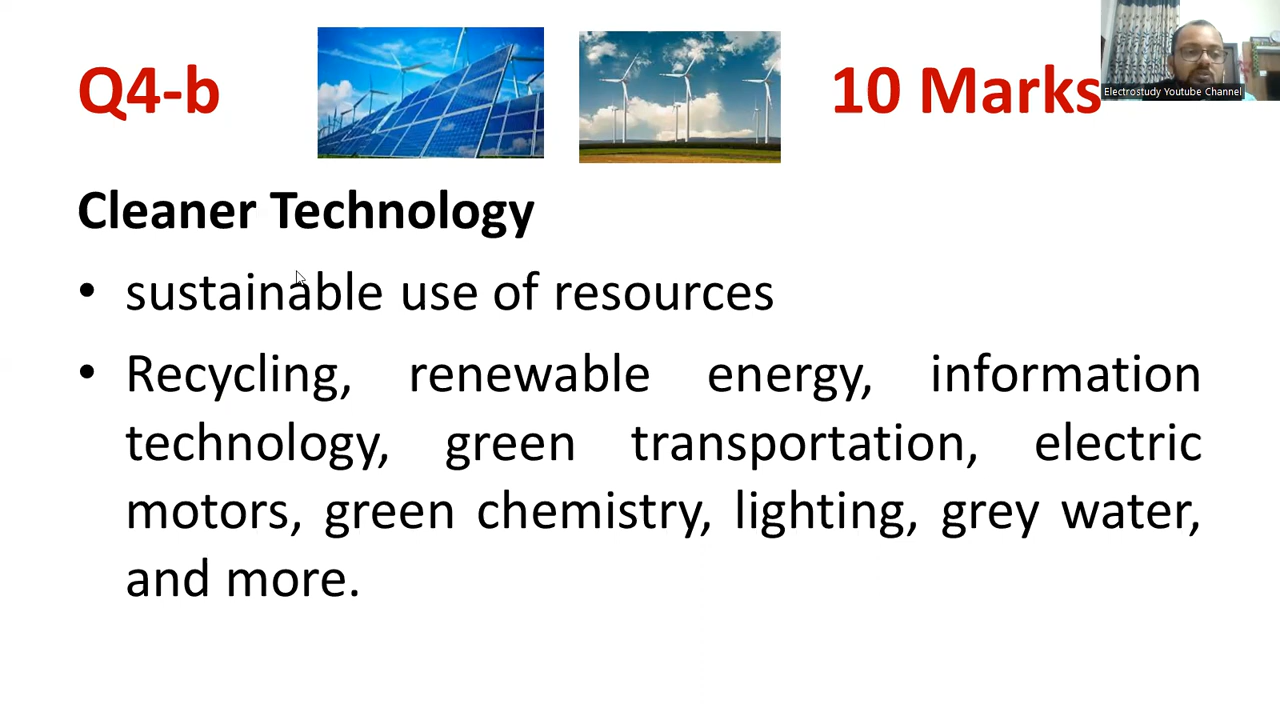 Q4-b
10 Marks
Electrostudy Youtube Channel
Cleaner Technology
• sustainable use of resources
• Recycling, renewable energy, information
technology, green transportation, electric
motors, green chemistry, lighting, grey water,
and more.